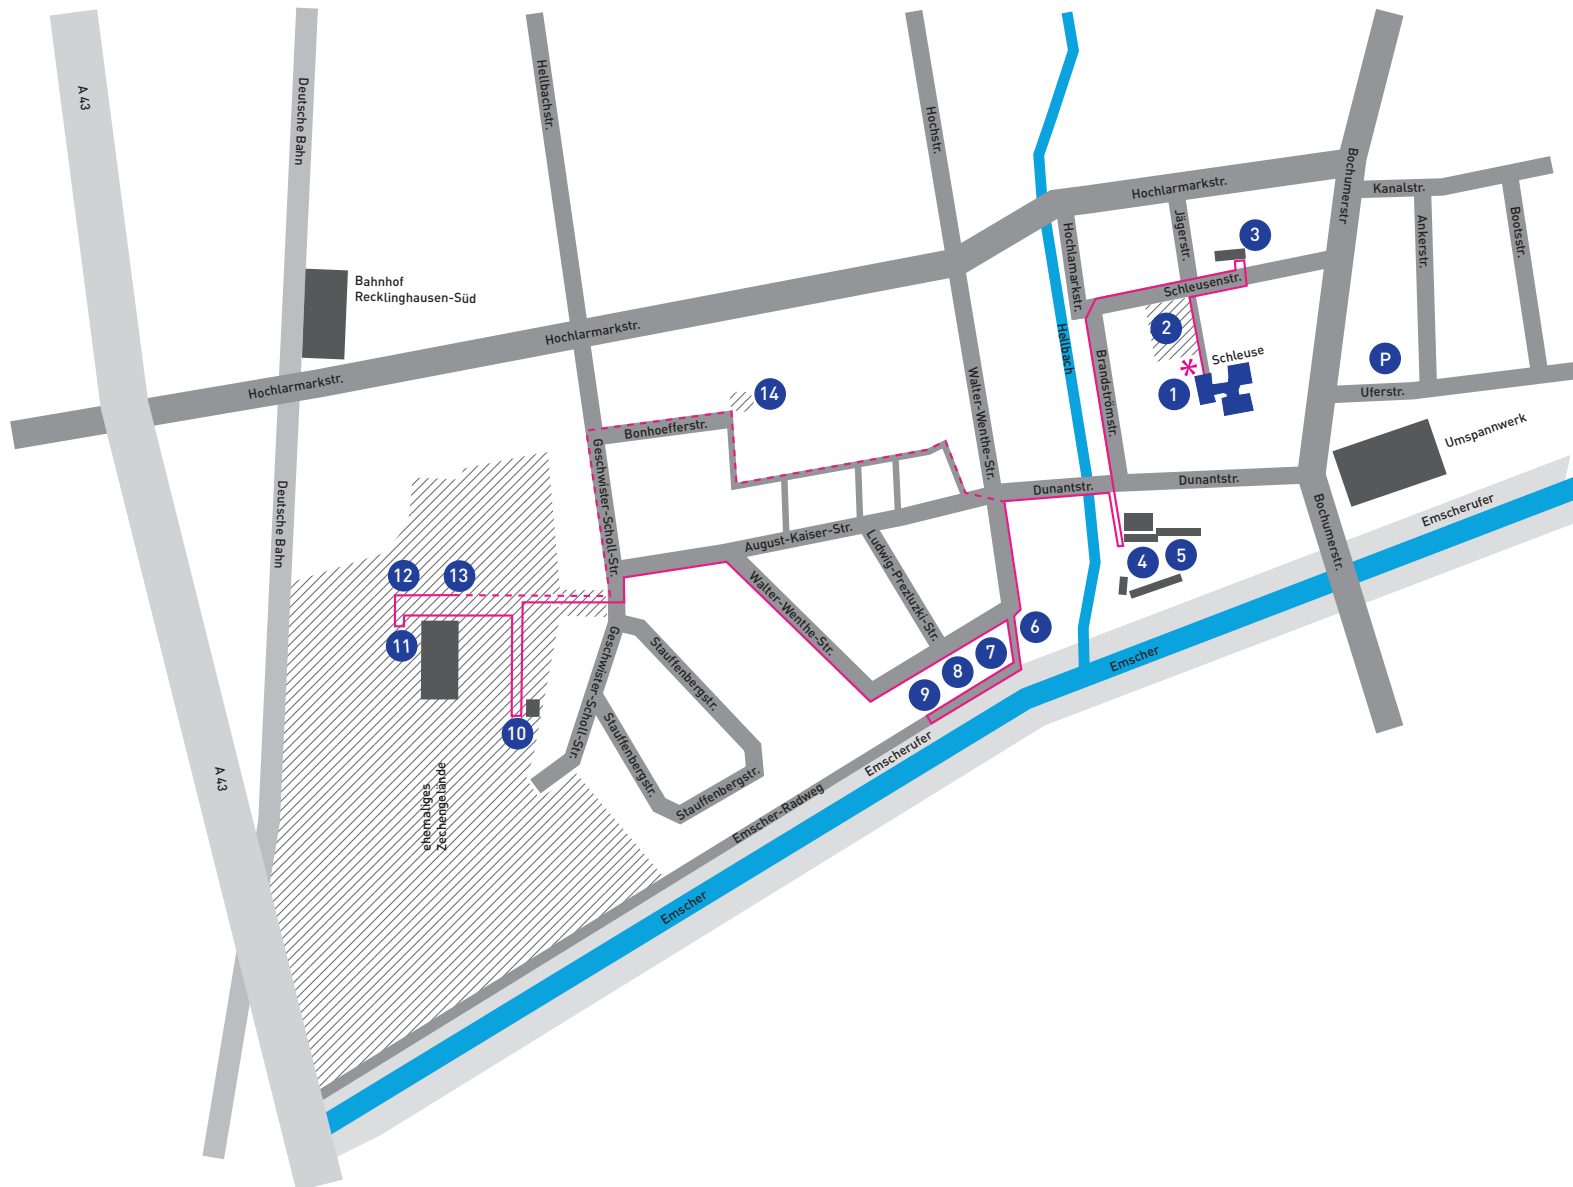 A 43
Deutsche Bahn
Hellbachstr.
Hochstr.
Bochumerstr
Hochlarmarkstr.
Kanalstr.
Jägerstr.
Ankerstr.
Bootsstr.
3
Hochlamarkstr.
Schleusenstr.
Bahnhof
Recklinghausen-Süd
Hochlarmarkstr.
Hellbach
2
Schleuse
P
Hochlarmarkstr.
Brandströmstr.
1
Uferstr.
14
Walter-Wenthe-Str.
Bonhoefferstr.
Umspannwerk
Geschwister-Scholl-Str.
Dunantstr.
Dunantstr.
Emscherufer
Deutsche Bahn
August-Kaiser-Str.
Bochumerstr.
Ludwig-Prezluzki-Str.
4
5
12
13
Walter-Wenthe-Str.
6
11
7
8
9
Emscher
Geschwister-Scholl-Str.
Stauffenbergstr.
10
Stauffenbergstr.
Stauffenbergstr.
Emscherufer
A 43
ehemaliges
Zechengelände
Emscher-Radweg
Emscher